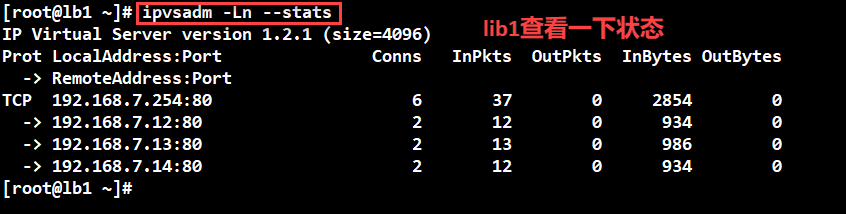 [root@lb1 ~]# ipvsadm -Ln --stats
IP Virtual Server version 1.2.1 (size=4096)
lib1查看一下状态
Prot LocalAddress:Port Conns InPkts OutPkts InBytes OutBytes
-> RemoteAddress:Port
TCP 192.168.7.254:80 6 37 0 2854 0
-> 192.168.7.12:80 2 12 0 934 0
-> 192.168.7.13:80 2 13 0 986 0
-> 192.168.7.14:80 2 12 0 934 0
[root@lb1 ~]#